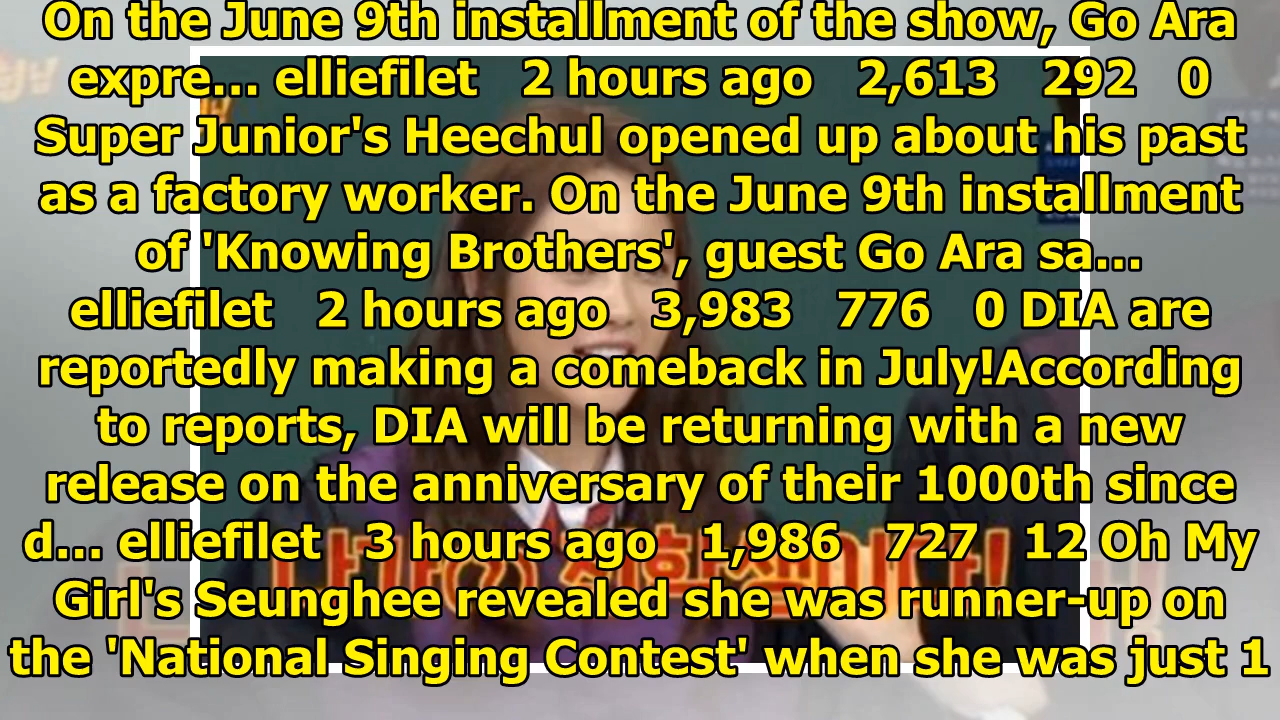 On the June 9th installment of the show, Go Ara
expre... elliefilet 2 hours ago 2,613 292 0
Super Junior's Heechul opened up about his past
as a factory worker. On the June 9th installment
of 'Knowing Brothers', guest Go Ara sa...
elliefilet 2 hours ago 3,983 776 0 DIA are
reportedly making a comeback in July!According
to reports, DIA will be returning with a new
release on the anniversary of their 1000th since
d... elliefilet 3 hours ago 1,986 727 12 Oh My
Girl's Seunghee revealed she was runner-up on
the 'National Singing Contest' when she was just 1